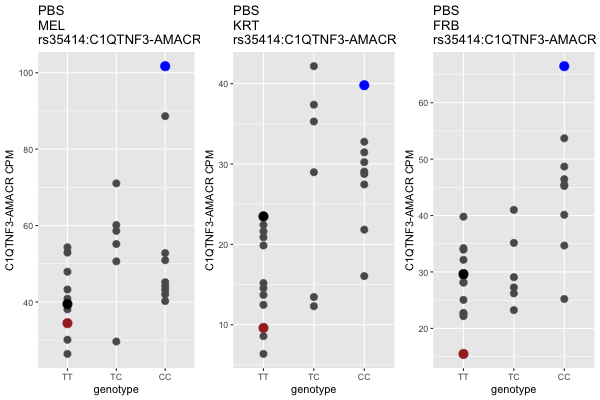 PBS
MEL
rs35414:C1QTNF3-AMACR
C1QTNF3-AMACR CPM
100
80
60
40
TT
TC
CC
genotype
PBS
KRT
rs35414:C1QTNF3-AMACR
C1QTNF3-AMACR CPM
40
30
20
10
TT
TC
CC
genotype
PBS
FRB
rs35414:C1QTNF3-AMACR
C1QTNF3-AMACR CPM
60
50
40
30
20
TT
TC
CC
genotype